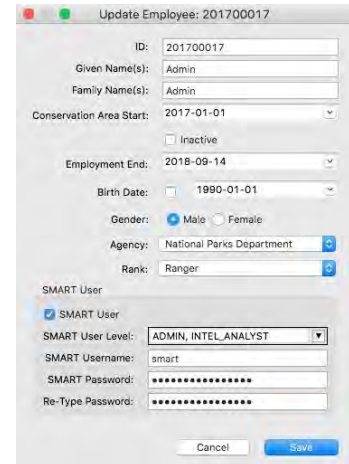 Update Employee: 201700017
ID: 201700017
Given Name(s): Admin
Family Name(s): Admin
Conservation Area Start: 2017-01-01
Inactive
Employment End: 2018-09-14
Birth Date: 1990-01-01
Gender: Male Female
Agency: National Parks Department
Rank: Ranger
SMART User
SMART User
SMART User Level: ADMIN, INTEL_ANALYST
SMART Username: smart
SMART Password: ●●●●●●●●●●●●●●●●
Re-Type Password: ●●●●●●●●●●●●●●●●
Cancel Save